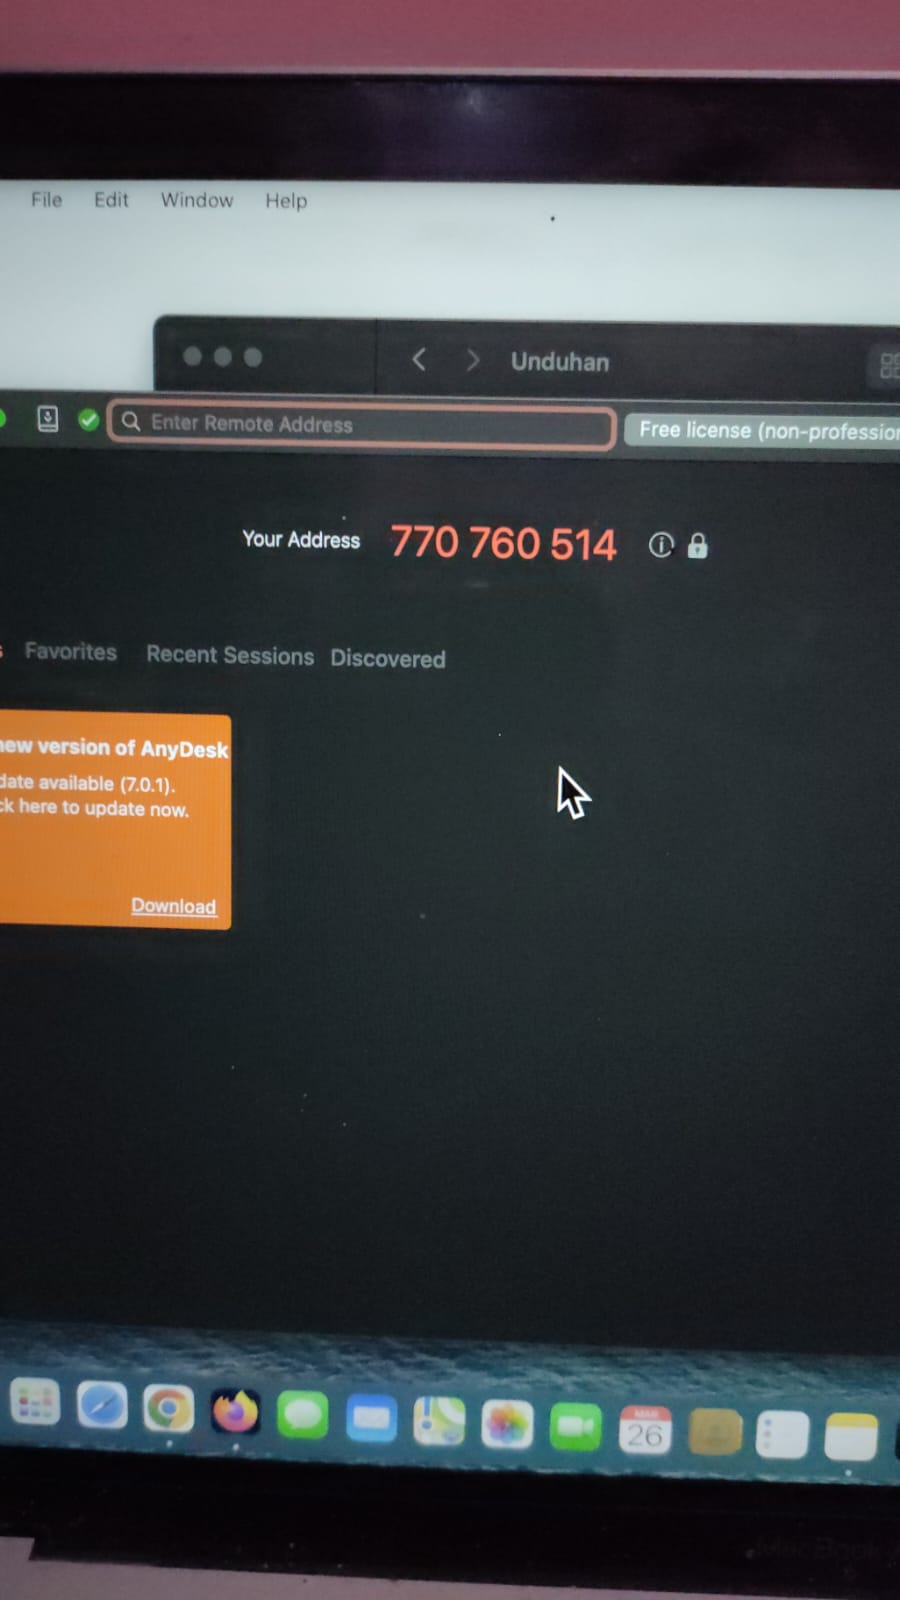 File Edit Window Help
Unduhan
Enter Remote Address
Free license (non-profession
Your Address 770 760 514
Favorites Recent Sessions Discovered
new version of AnyDesk
date available (7.0.1).
ck here to update now.
Download
MAR
26